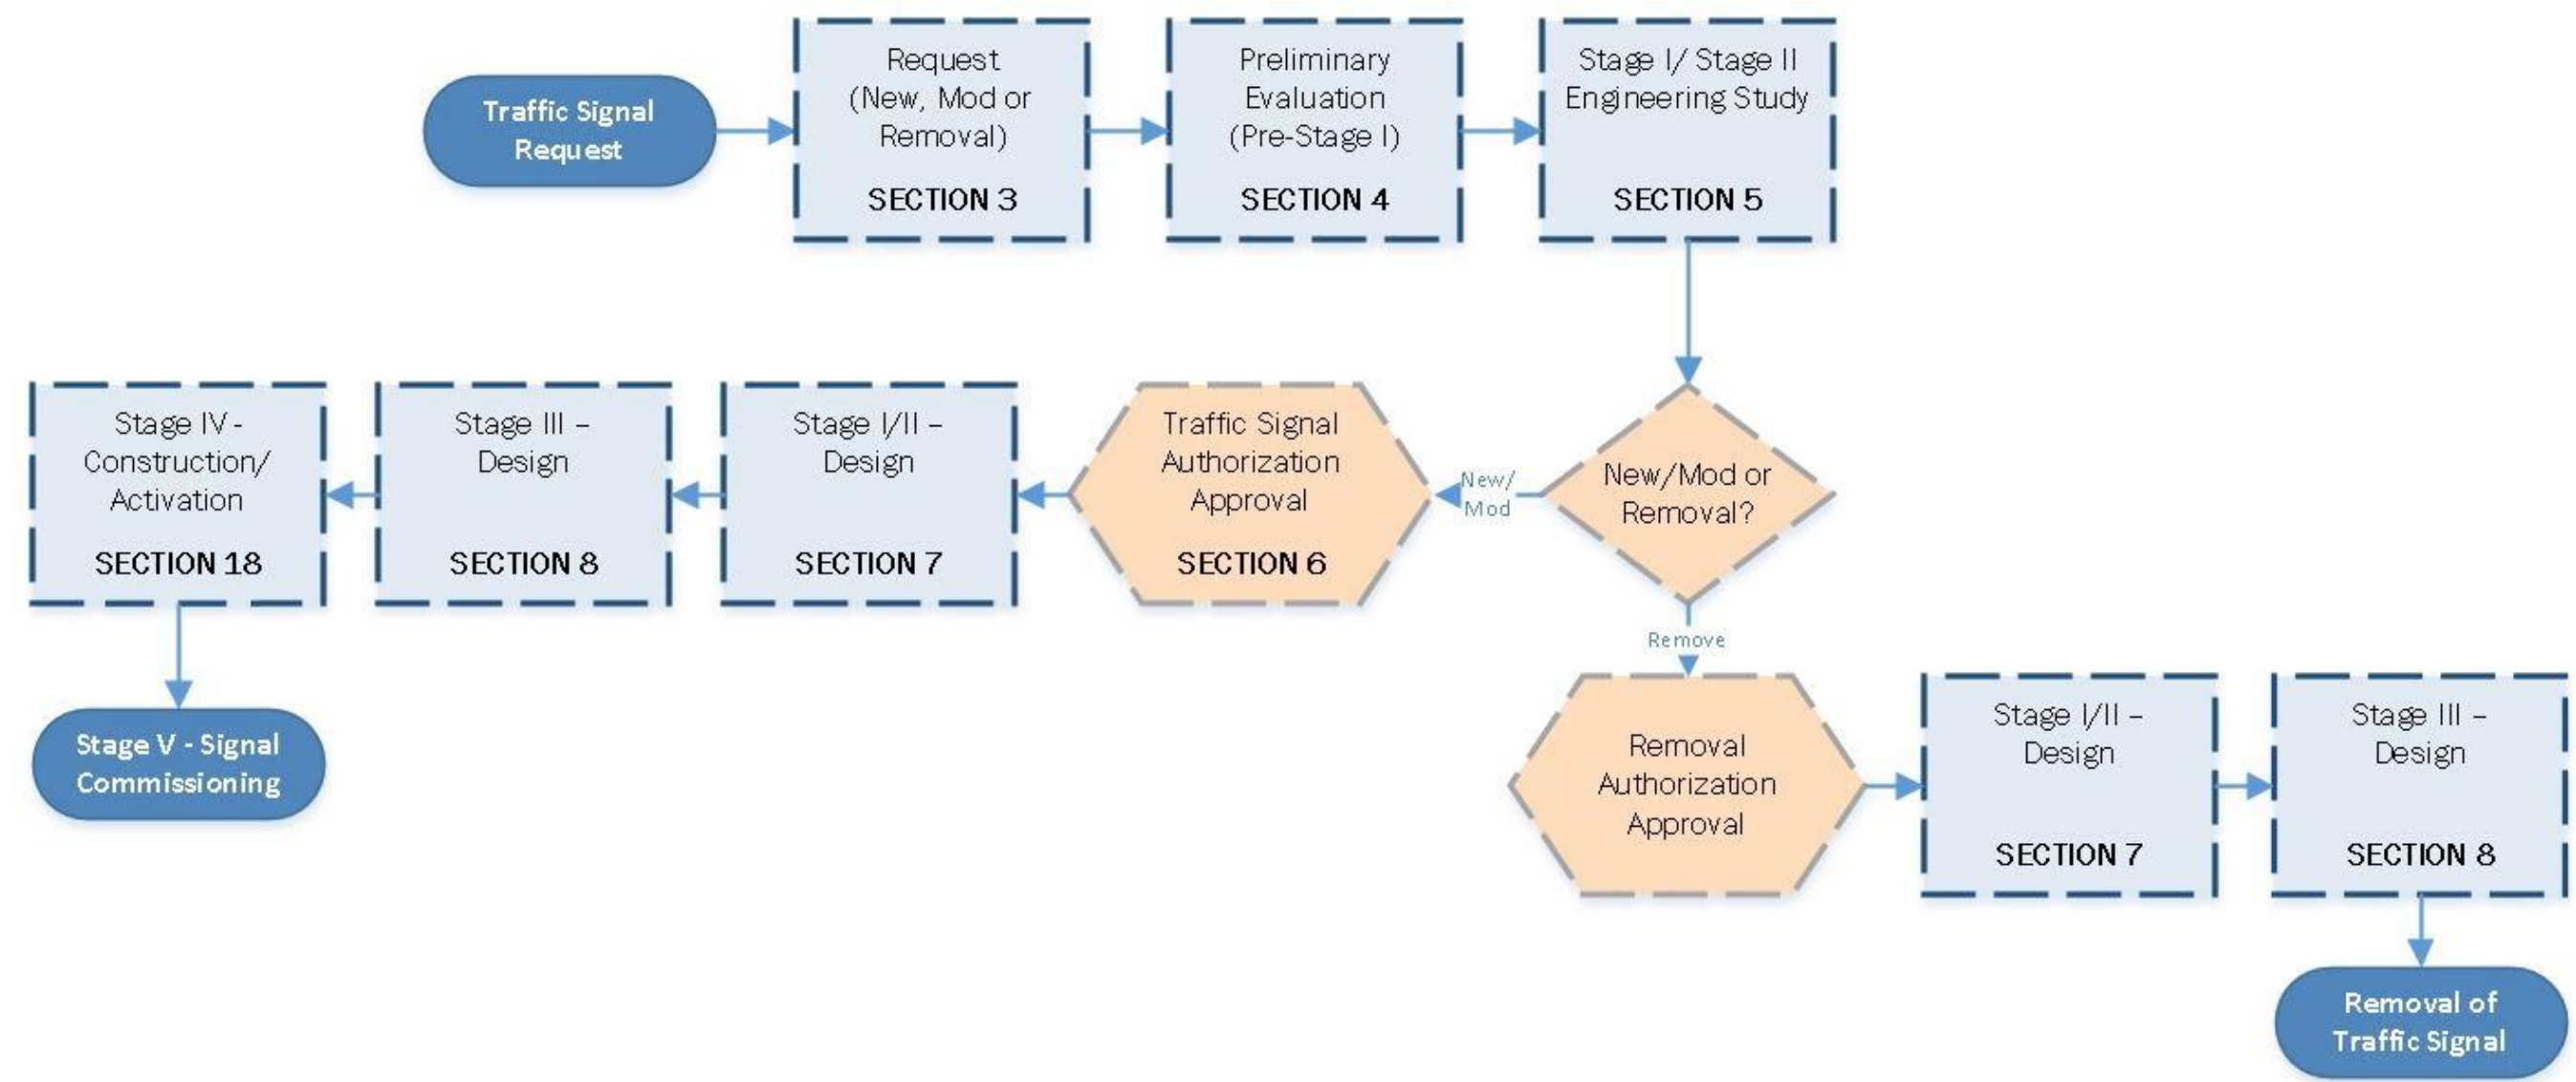 Traffic Signal
Request
Request
(New, Mod or
Removal)
SECTION 3
Preliminary
Evaluation
(Pre-Stage I)
SECTION 4
Stage I/ Stage II
Engineering Study
SECTION 5
New/Mod or
Removal?
New/
Mod
Traffic Signal
Authorization
Approval
SECTION 6
Stage I/II –
Design
SECTION 7
Stage III –
Design
SECTION 8
Stage IV -
Construction/
Activation
SECTION 18
Stage V - Signal
Commissioning
Remove
Removal
Authorization
Approval
Stage I/II –
Design
SECTION 7
Stage III –
Design
SECTION 8
Removal of
Traffic Signal